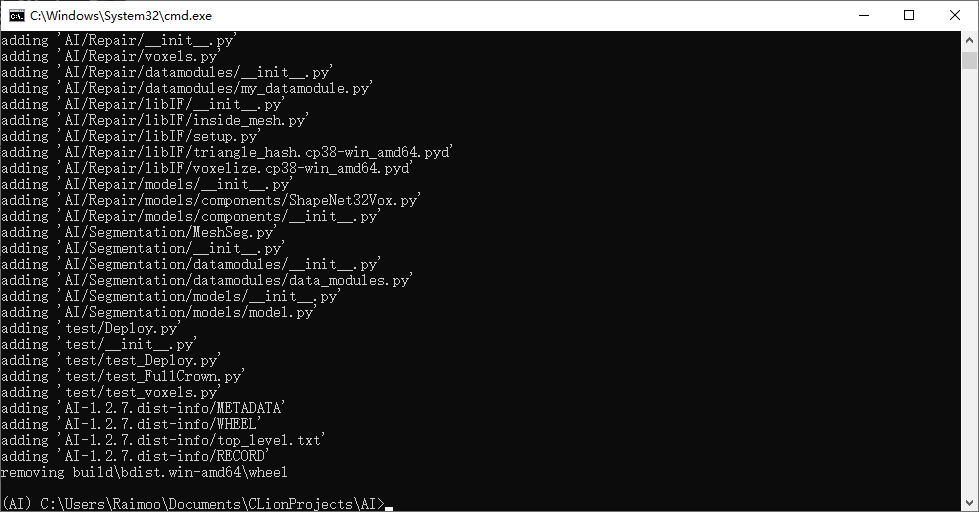 C:\Windows\System32\cmd.exe
adding 'AI/Repair/__init__.py'
adding 'AI/Repair/voxels.py'
adding 'AI/Repair/datamodules/__init__.py'
adding 'AI/Repair/datamodules/my_datamodule.py'
adding 'AI/Repair/libIF/__init__.py'
adding 'AI/Repair/libIF/inside_mesh.py'
adding 'AI/Repair/libIF/setup.py'
adding 'AI/Repair/libIF/triangle_hash.cp38-win_amd64.pyd'
adding 'AI/Repair/libIF/voxelize.cp38-win_amd64.pyd'
adding 'AI/Repair/models/__init__.py'
adding 'AI/Repair/models/components/ShapeNet32Vox.py'
adding 'AI/Repair/models/components/__init__.py'
adding 'AI/Segmentation/MeshSeg.py'
adding 'AI/Segmentation/__init__.py'
adding 'AI/Segmentation/datamodules/__init__.py'
adding 'AI/Segmentation/datamodules/data_modules.py'
adding 'AI/Segmentation/models/__init__.py'
adding 'AI/Segmentation/models/model.py'
adding 'test/Deploy.py'
adding 'test/__init__.py'
adding 'test/test_Deploy.py'
adding 'test/test_FullCrown.py'
adding 'test/test_voxels.py'
adding 'AI-1.2.7.dist-info/METADATA'
adding 'AI-1.2.7.dist-info/WHEEL'
adding 'AI-1.2.7.dist-info/top_level.txt'
adding 'AI-1.2.7.dist-info/RECORD'
removing build\bdist.win-amd64\wheel
(AI) C:\Users\Raimoo\Documents\CLionProjects\AI>